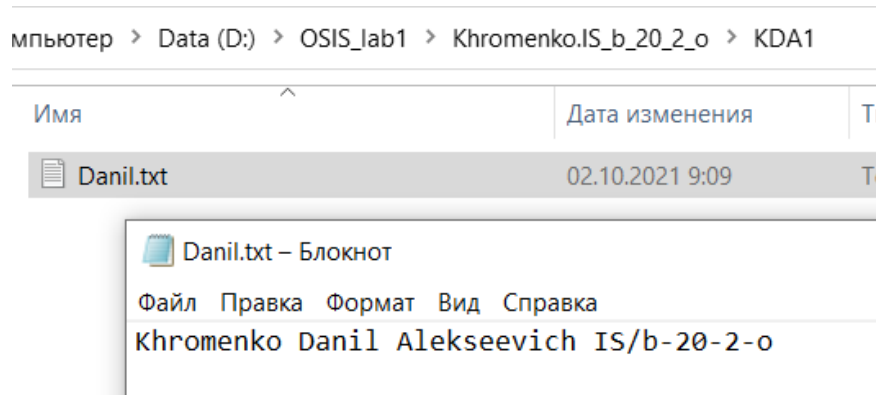 мпьютер > Data (D:) > OSIS_lab1 > Khromenko.IS_b_20_2_o > KDA1
Имя Дата изменения
Danil.txt 02.10.2021 9:09
Danil.txt – Блокнот
Файл Правка Формат Вид Справка
Khromenko Danil Alekseevich IS/b-20-2-o